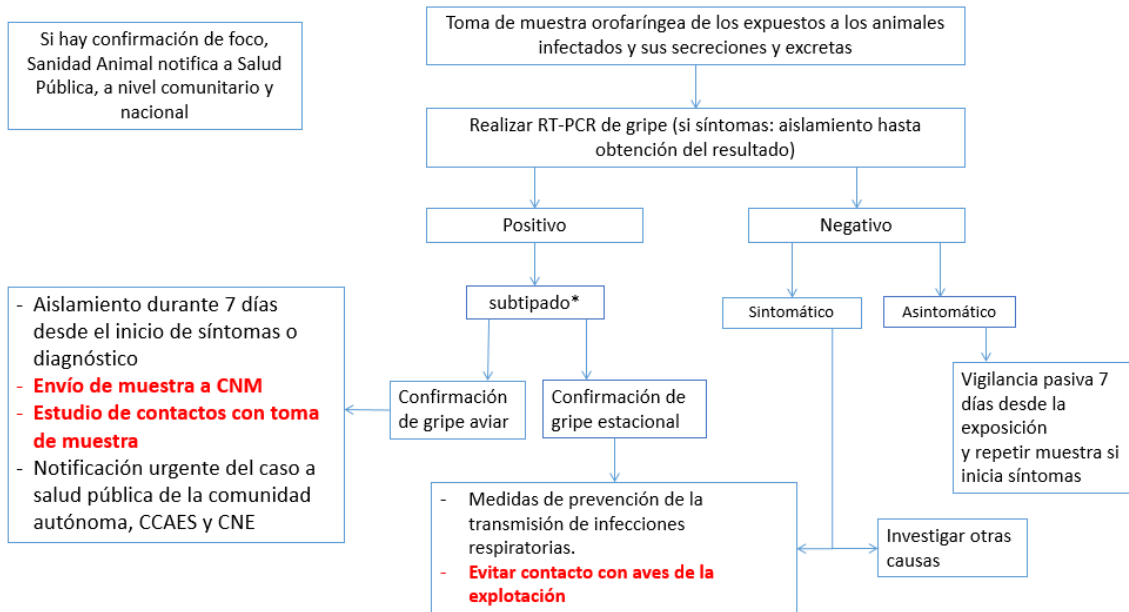 Si hay confirmación de foco,
Sanidad Animal notifica a Salud
Pública, a nivel comunitario y
nacional
Toma de muestra orofaríngea de los expuestos a los animales
infectados y sus secreciones y excretas
Realizar RT-PCR de gripe (si síntomas: aislamiento hasta
obtención del resultado)
Positivo
Negativo
subtipado*
Sintomático
Asintomático
- Aislamiento durante 7 días
desde el inicio de síntomas o
diagnóstico
- Envío de muestra a CNM
- Estudio de contactos con toma
de muestra
- Notificación urgente del caso a
salud pública de la comunidad
autónoma, CCAES y CNE
Confirmación
de gripe aviar
Confirmación de
gripe estacional
Vigilancia pasiva 7
días desde la
exposición
y repetir muestra si
inicia síntomas
- Medidas de prevención de la
transmisión de infecciones
respiratorias.
- Evitar contacto con aves de la
explotación
Investigar otras
causas